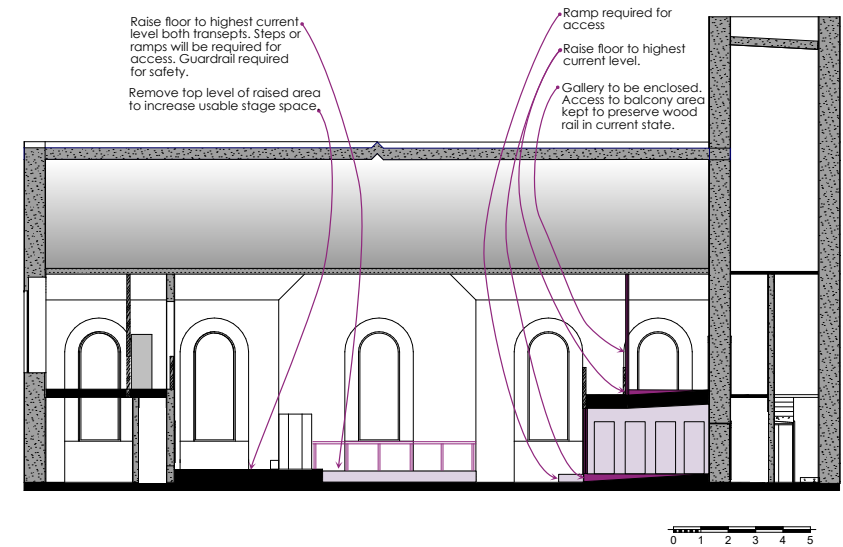 Raise floor to highest current
level both transepts. Steps or
ramps will be required for
access. Guardrail required
for safety.
Remove top level of raised area
to increase usable stage space
Ramp required for
access
Raise floor to highest
current level.
Gallery to be enclosed.
Access to balcony area
kept to preserve wood
rail in current state.
0 1 2 3 4 5